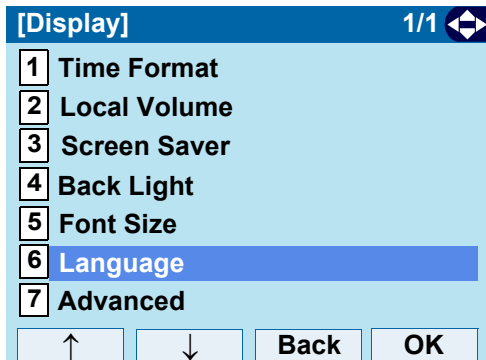 [Display] 1/1
1 Time Format
2 Local Volume
3 Screen Saver
4 Back Light
5 Font Size
6 Language
7 Advanced
↑ ↓ Back OK